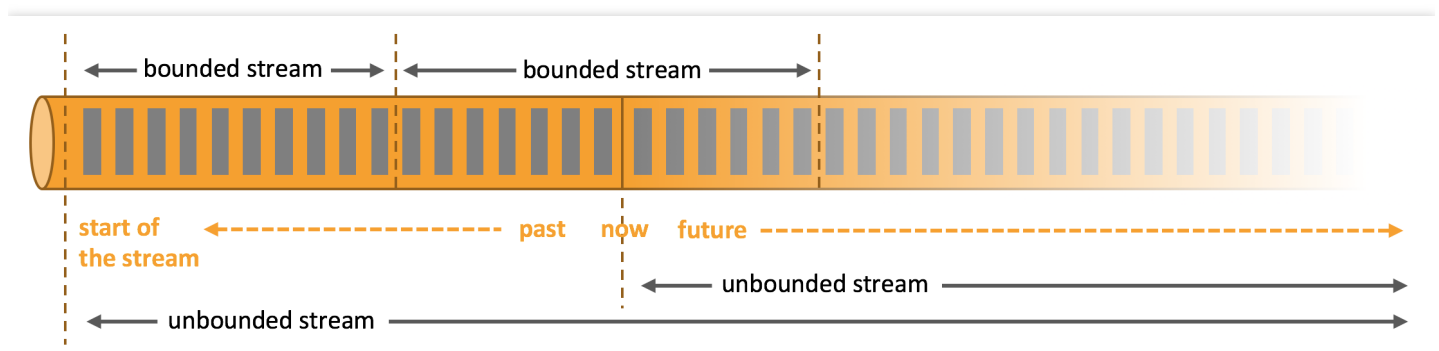 bounded stream
bounded stream
start of
the stream
past
now
future
unbounded stream
unbounded stream